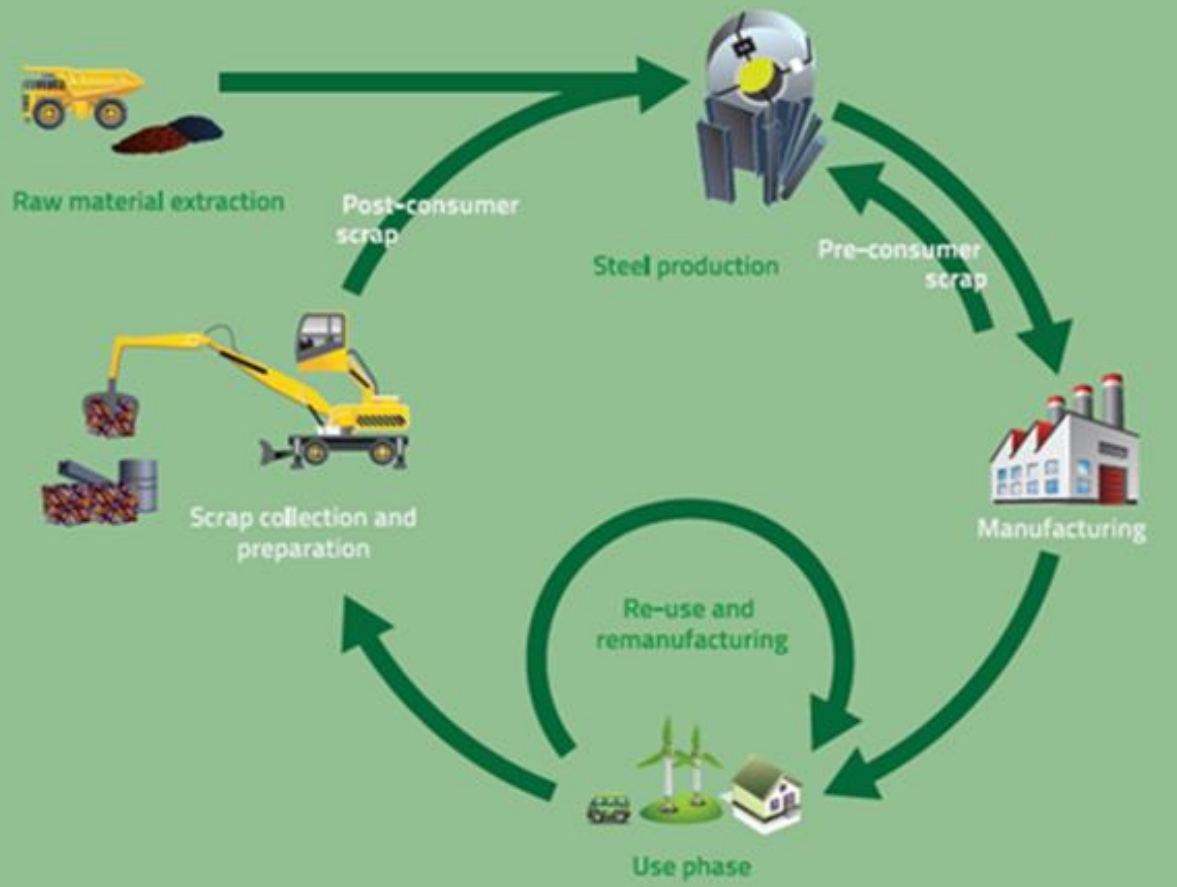 Raw material extraction
Post-consumer
scrap
Steel production
Pre-consumer
scrap
Scrap collection and
preparation
Manufacturing
Re-use and
remanufacturing
Use phase